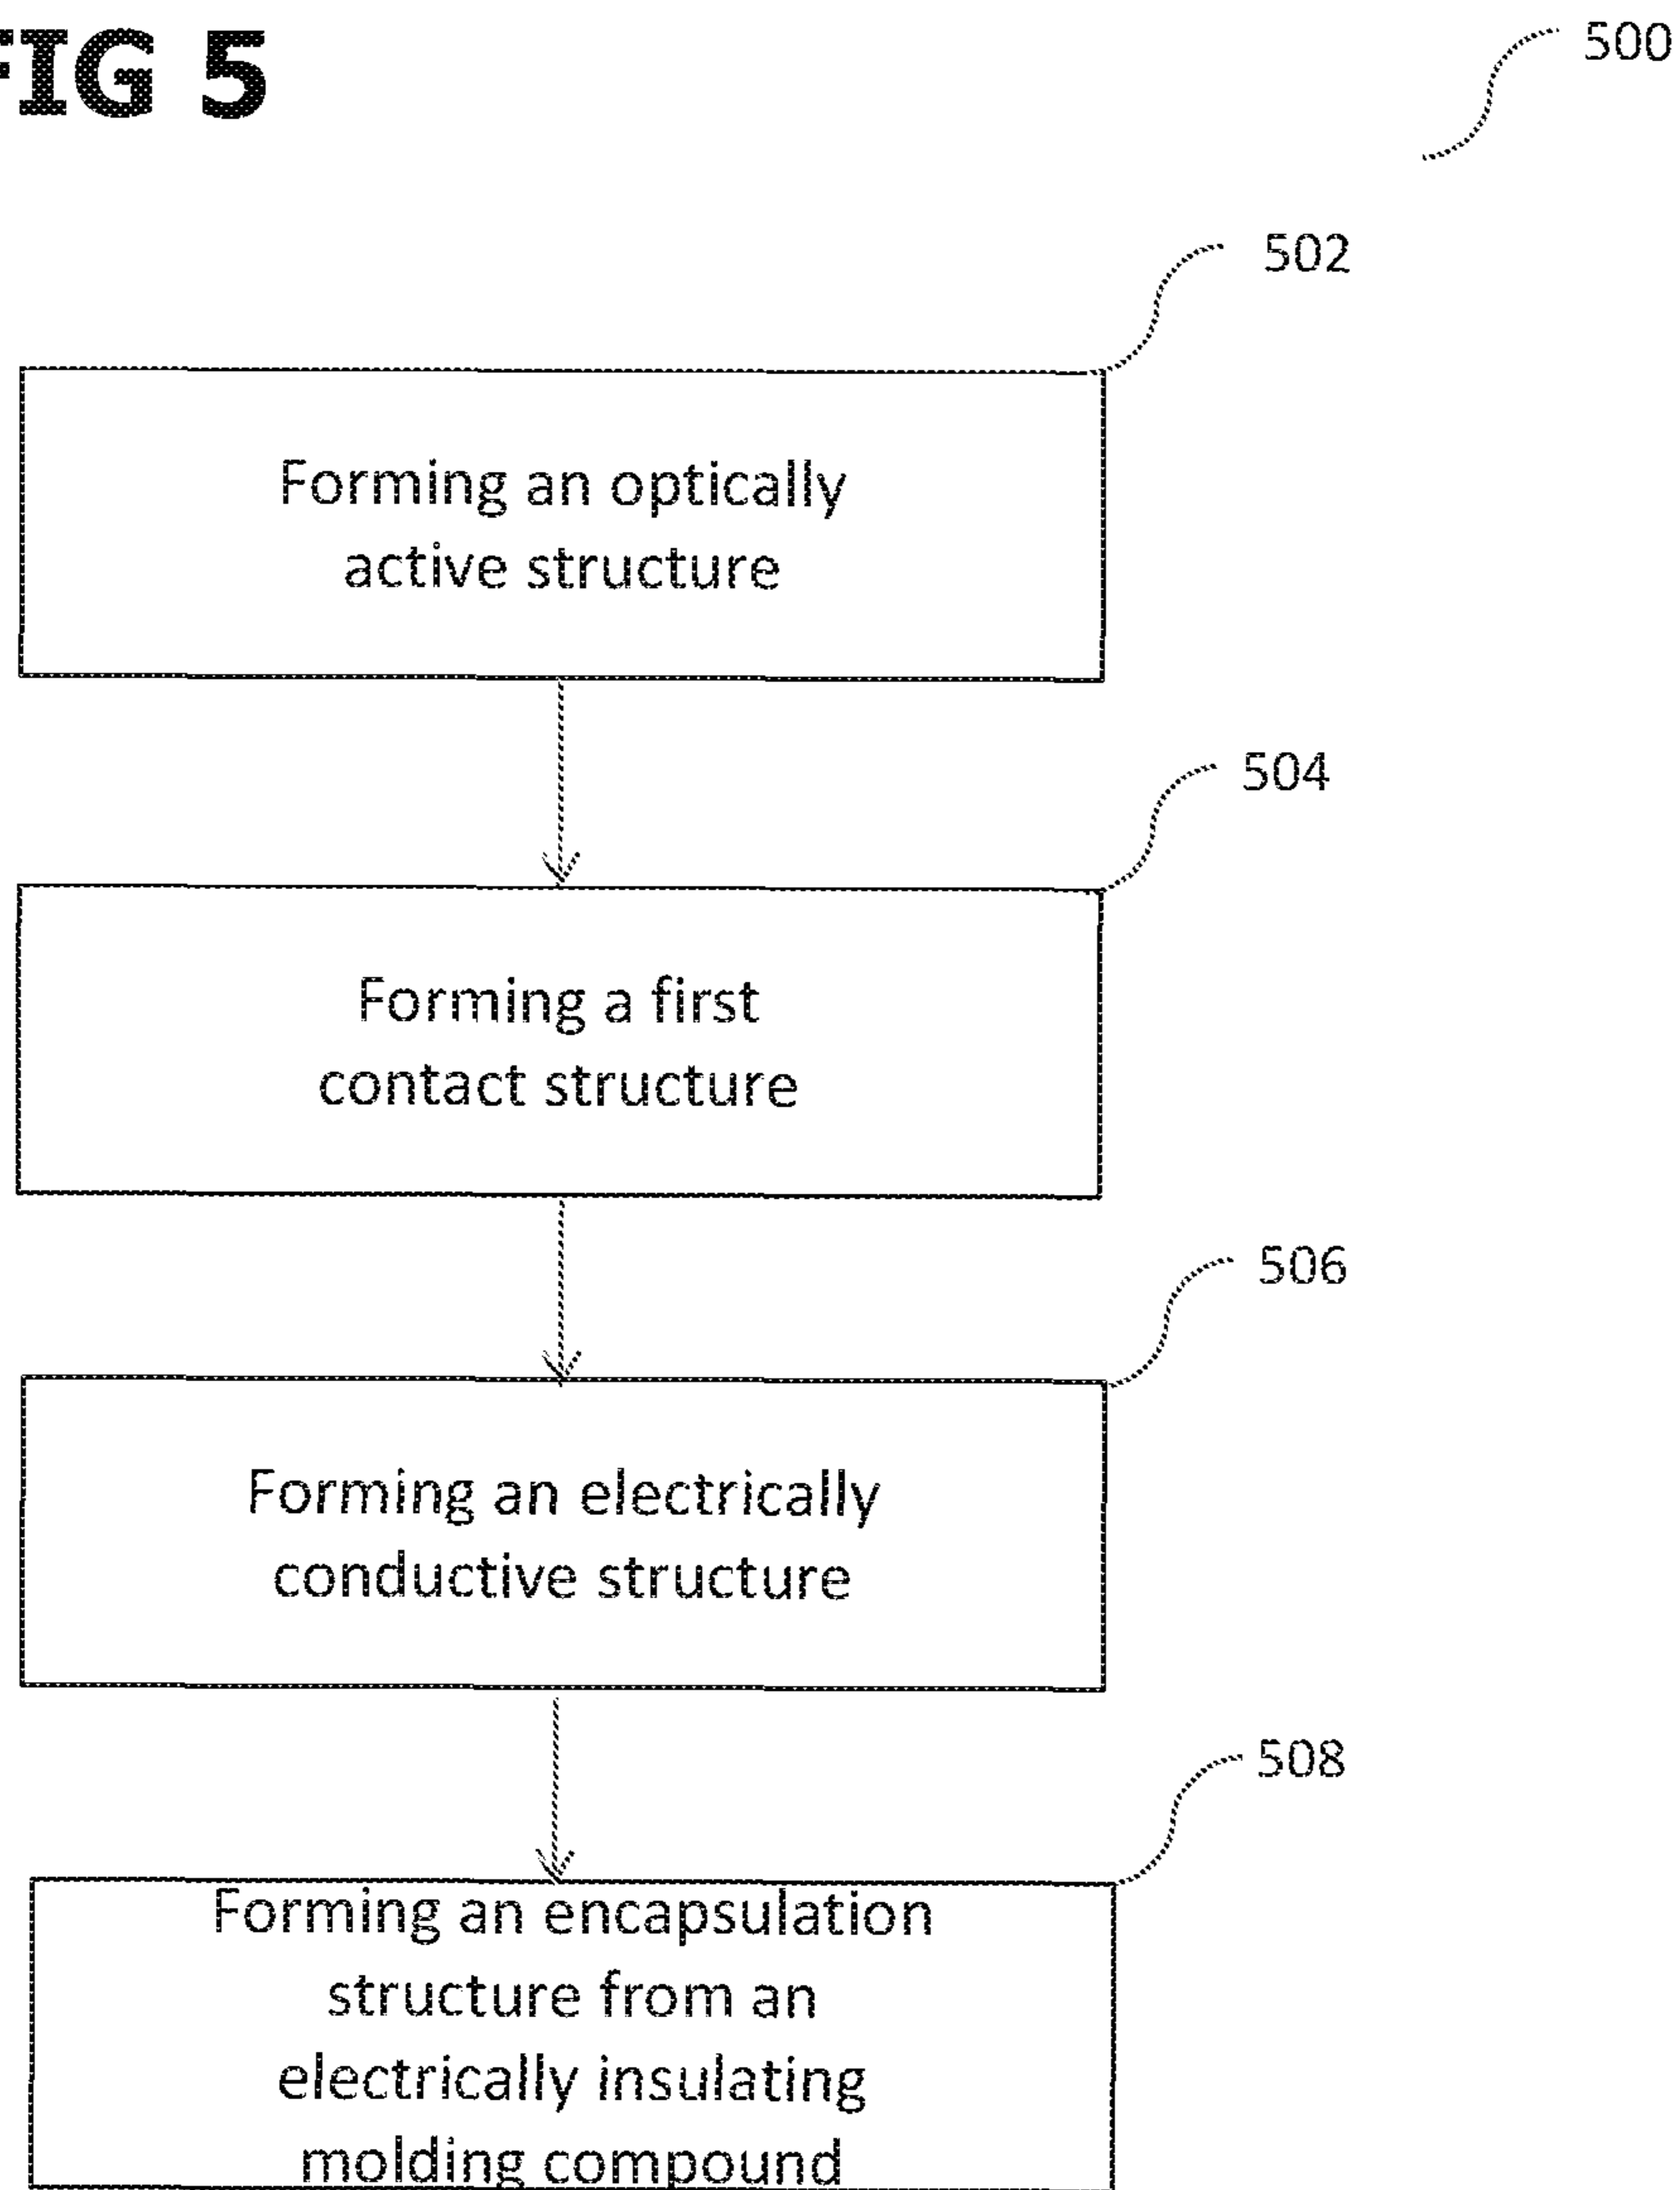 FIG 5
500
502
Forming an optically
active structure
504
Forming a first
contact structure
506
Forming an electrically
conductive structure
508
Forming an encapsulation
structure from an
electrically insulating
molding compound